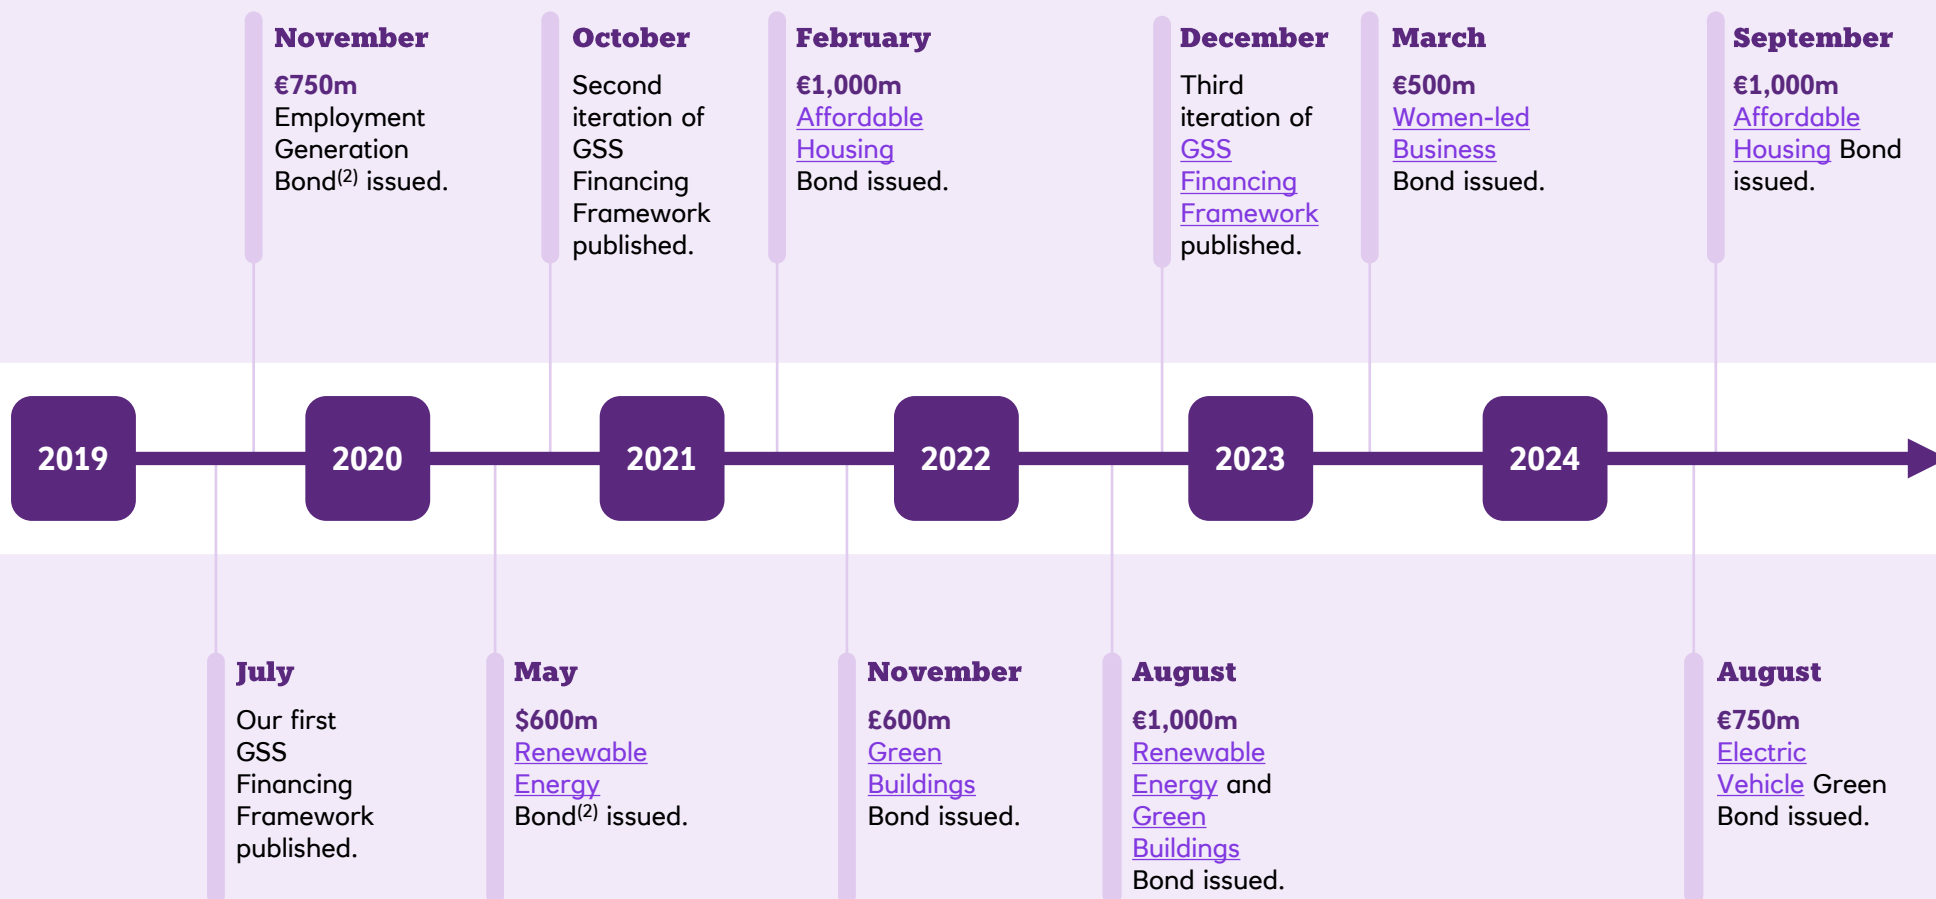 November
€750m
Employment
Generation
Bond(2) issued.
October
Second
iteration of
GSS
Financing
Framework
published.
February
€1,000m
Affordable
Housing
Bond issued.
December
Third
iteration of
GSS
Financing
Framework
published.
March
€500m
Women-led
Business
Bond issued.
September
€1,000m
Affordable
Housing Bond
issued.
2019
2020
2021
2022
2023
2024
July
Our first
GSS
Financing
Framework
published.
May
$600m
Renewable
Energy
Bond(2) issued.
November
£600m
Green
Buildings
Bond issued.
August
€1,000m
Renewable
Energy and
Green
Buildings
Bond issued.
August
€750m
Electric
Vehicle Green
Bond issued.